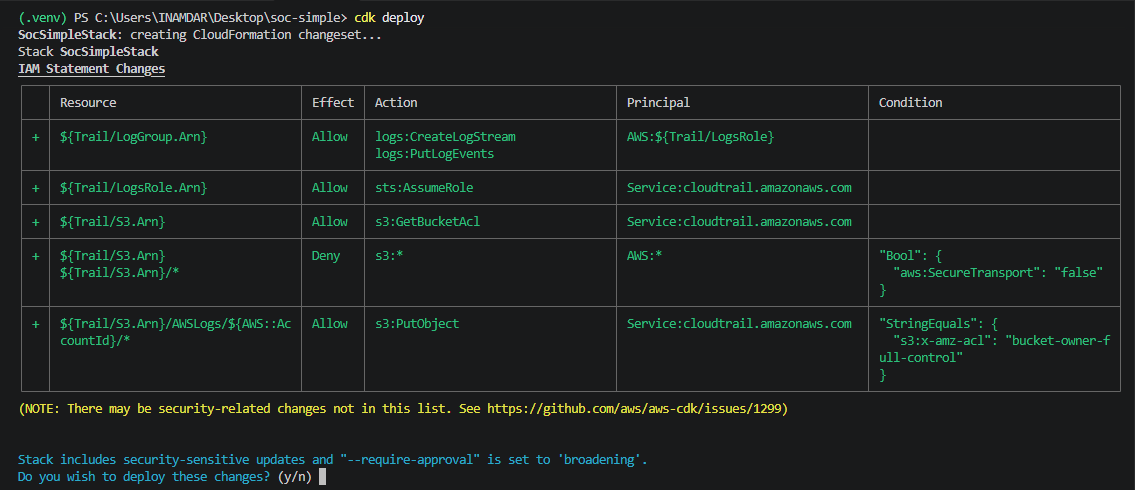 (.venv) PS C:\Users\INAMDAR\Desktop\soc-simple> cdk deploy
SocSimpleStack: creating CloudFormation changeset...
Stack SocSimpleStack
IAM Statement Changes
Resource Effect Action Principal Condition
+ ${Trail/LogGroup.Arn} Allow logs:CreateLogStream AWS:${Trail/LogsRole}
logs:PutLogEvents
+ ${Trail/LogsRole.Arn} Allow sts:AssumeRole Service:cloudtrail.amazonaws.com
+ ${Trail/S3.Arn} Allow s3:GetBucketAcl Service:cloudtrail.amazonaws.com
+ ${Trail/S3.Arn} Deny s3:* AWS:* "Bool": {
${Trail/S3.Arn}/* "aws:SecureTransport": "false"
}
+ ${Trail/S3.Arn}/AWSLogs/${AWS::Ac Allow s3:PutObject Service:cloudtrail.amazonaws.com "StringEquals": {
countId}/* "s3:x-amz-acl": "bucket-owner-f
ull-control"
}
(NOTE: There may be security-related changes not in this list. See https://github.com/aws/aws-cdk/issues/1299)
Stack includes security-sensitive updates and "--require-approval" is set to 'broadening'.
Do you wish to deploy these changes? (y/n)